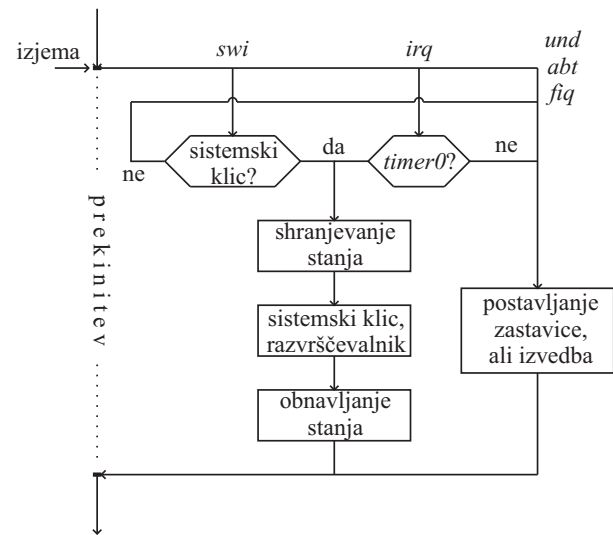 izjema
swi
irq
und
abt
fiq
sistemski
klic?
ne
da
timer0?
ne
prekinitev
shranjevanje
stanja
sistemski klic,
razvrščevalnik
obnavljanje
stanja
postavljanje
zastavice,
ali izvedba